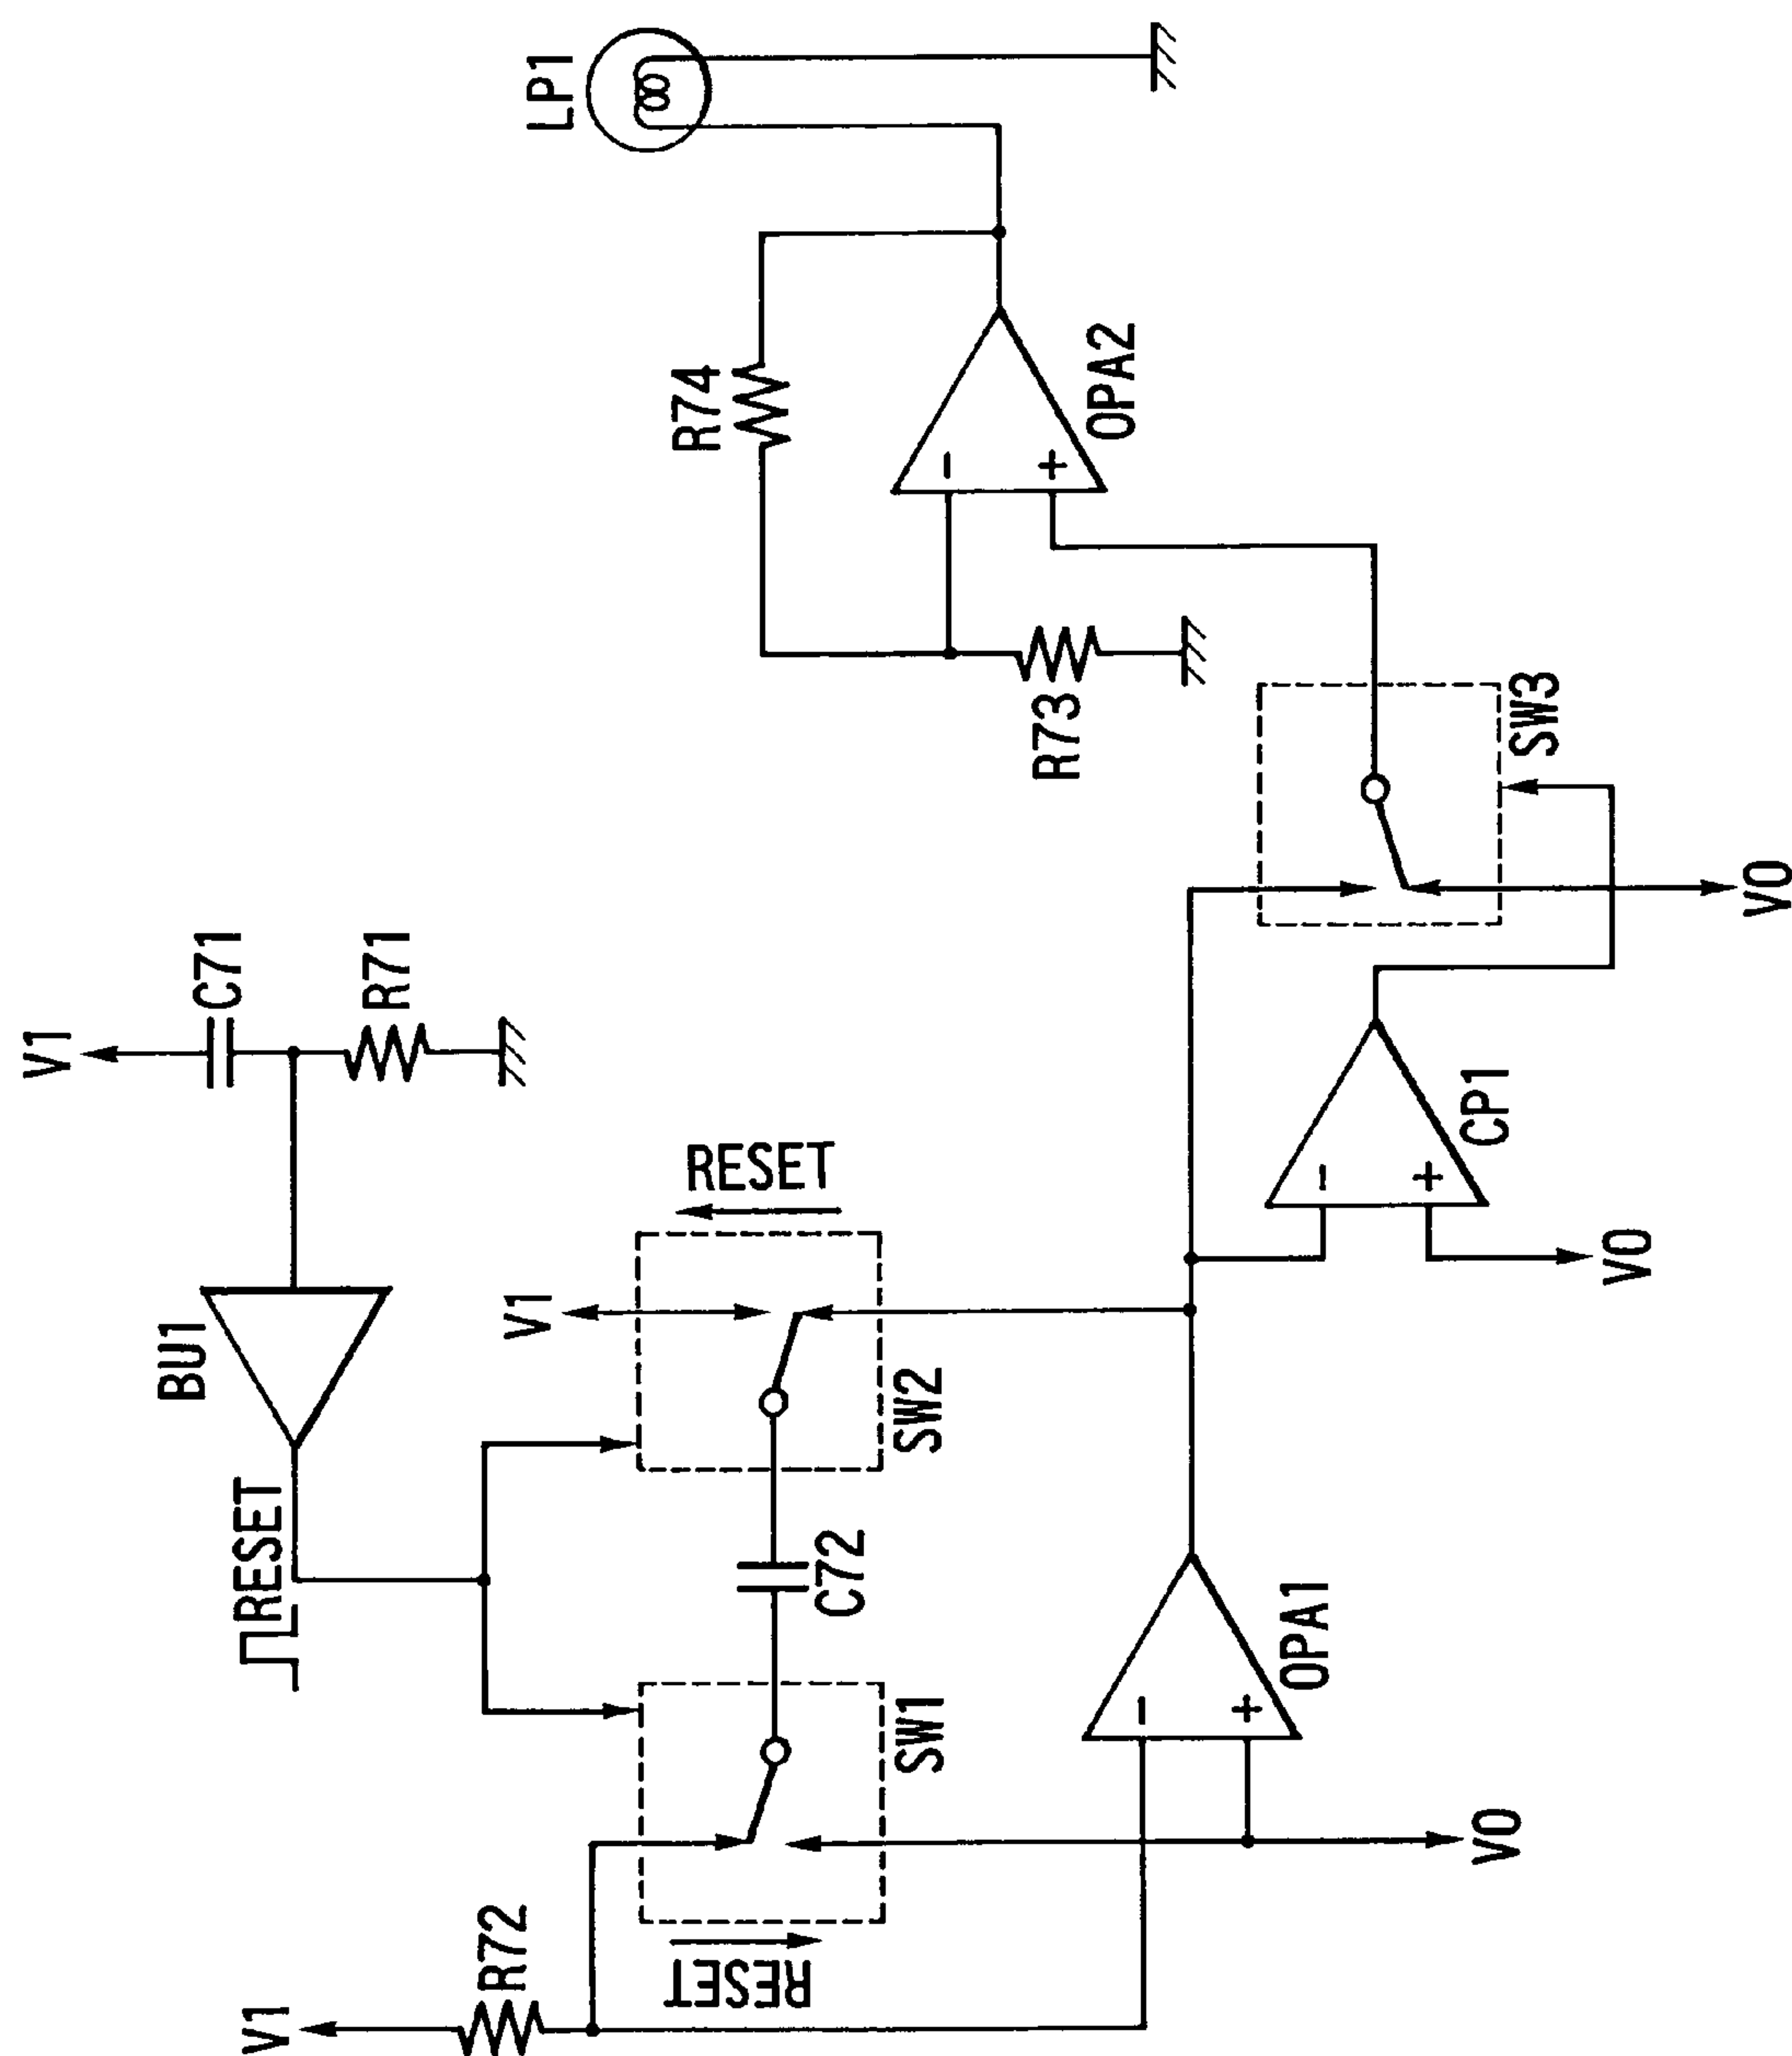 V1
BU1
C71
RESET
V1
R71
R72
V1
LP1
R74
RESET
RESET
C72
SW1
SW2
R73
OPA2
OPA1
CP1
VO
SW3
VO
VO